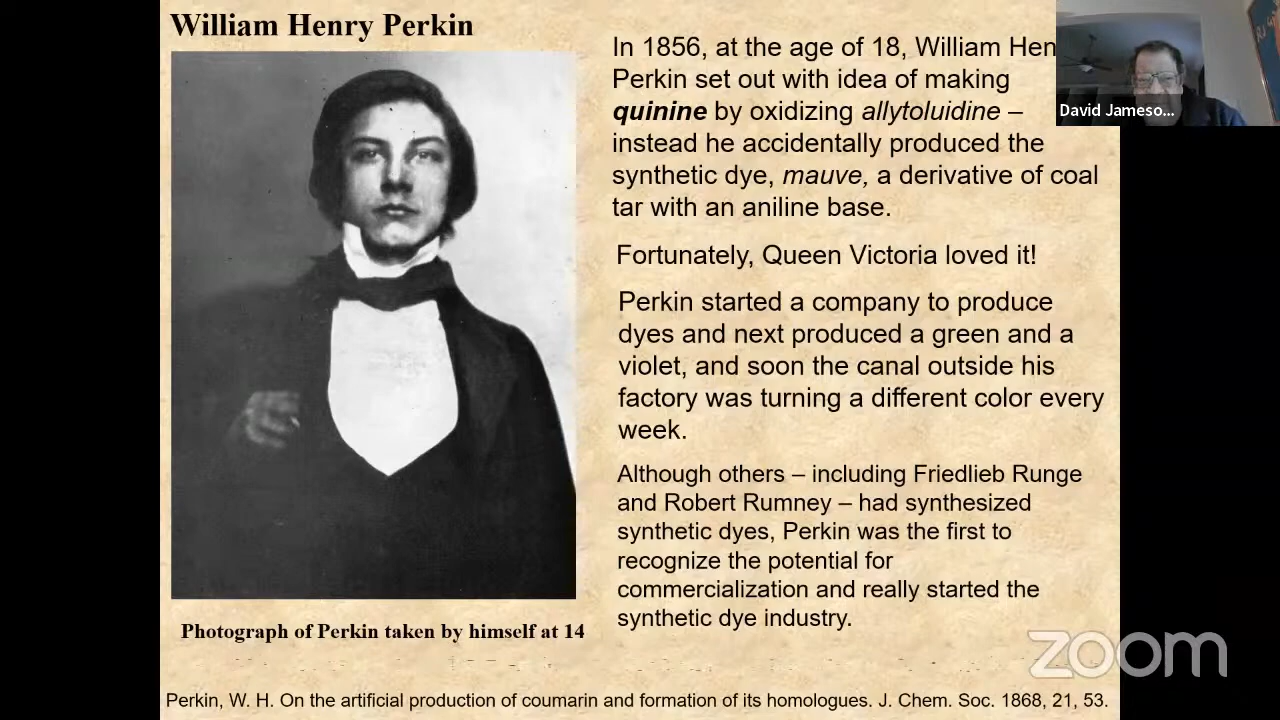 William Henry Perkin
In 1856, at the age of 18, William Hen
Perkin set out with idea of making
quinine by oxidizing allytoluidine –
instead he accidentally produced the
synthetic dye, mauve, a derivative of coal
tar with an aniline base.
Fortunately, Queen Victoria loved it!
Perkin started a company to produce
dyes and next produced a green and a
violet, and soon the canal outside his
factory was turning a different color every
week.
Although others – including Friedlieb Runge
and Robert Rumney – had synthesized
synthetic dyes, Perkin was the first to
recognize the potential for
commercialization and really started the
synthetic dye industry.
Photograph of Perkin taken by himself at 14
Perkin, W. H. On the artificial production of coumarin and formation of its homologues. J. Chem. Soc. 1868, 21, 53.
David Jameso...
zoom